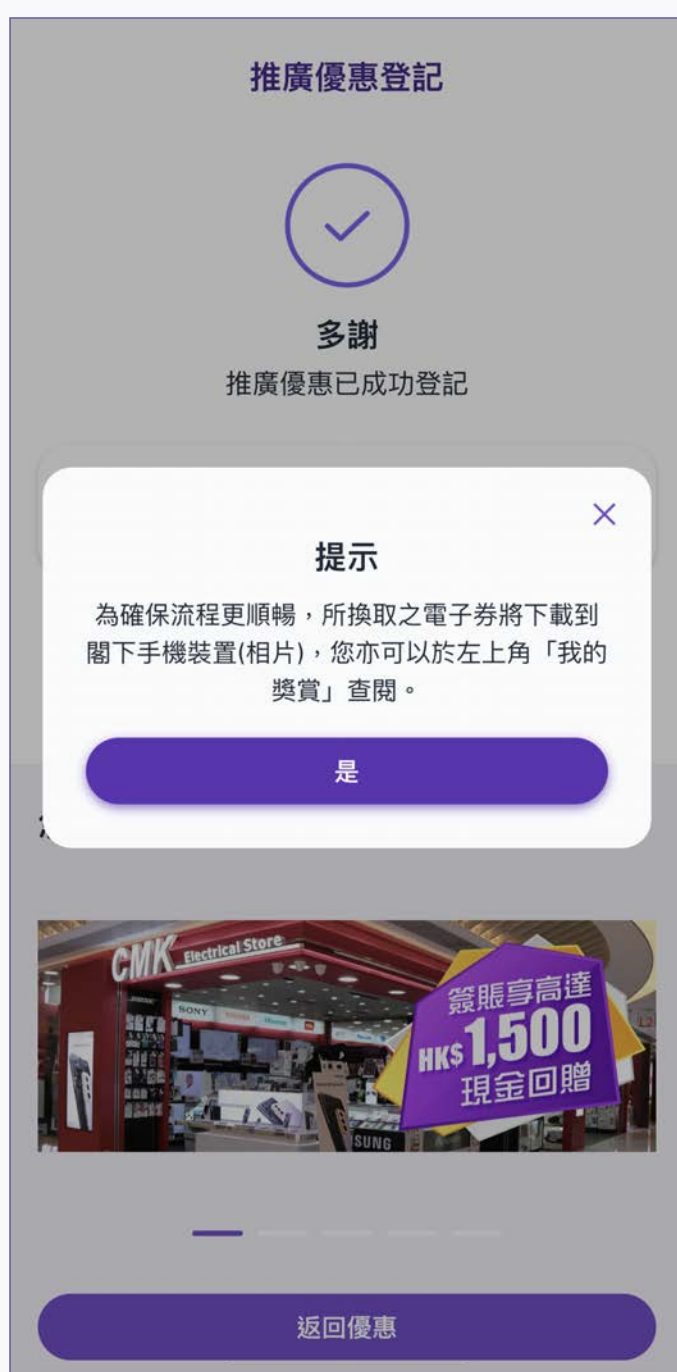 推廣優惠登記
多謝
推廣優惠已成功登記
提示
為確保流程更順暢，所換取之電子券將下載到
閣下手機裝置(相片)，您亦可以於左上角「我的
獎賞」查閱。
是
CMK Electrical Store
SONY
SUNG
簽賬享高達
HK$1,500
現金回贈
返回優惠